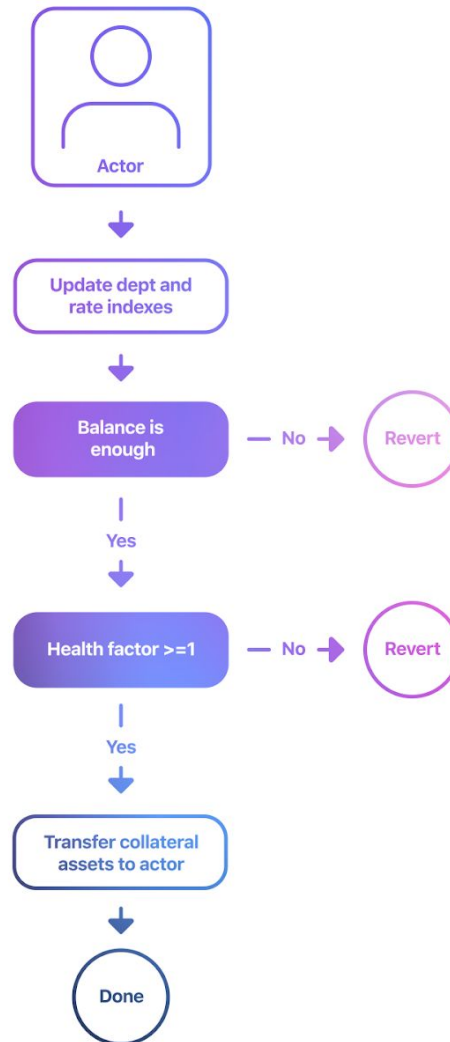 Actor
Update dept and
rate indexes
Balance is
enough
No
Revert
Yes
Health factor >=1
No
Revert
Yes
Transfer collateral
assets to actor
Done